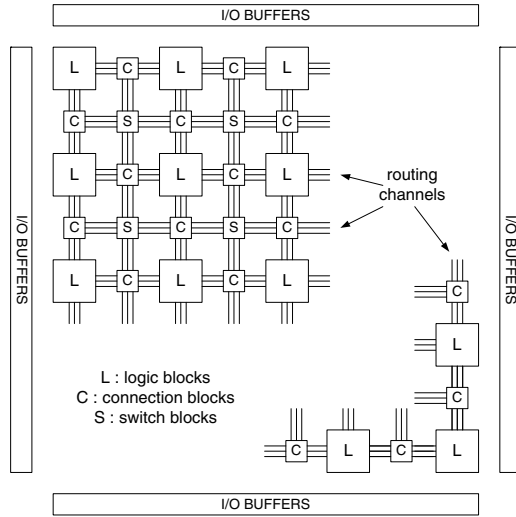 I/O BUFFERS
I/O BUFFERS
I/O BUFFERS
L C L C L
C S C S C
L C L C L
C S C S C
L C L C L
routing
channels
C
L
C
C L C L
L : logic blocks
C : connection blocks
S : switch blocks
I/O BUFFERS